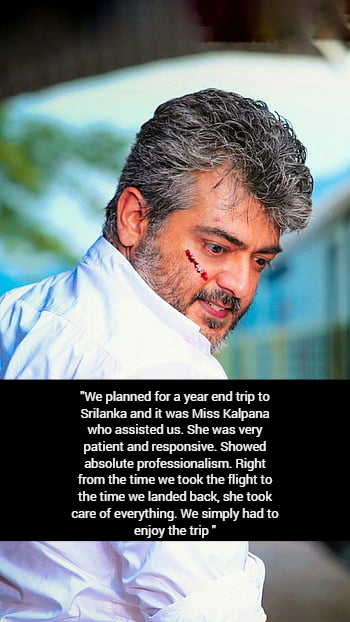 "We planned for a year end trip to
Srilanka and it was Miss Kalpana
who assisted us. She was very
patient and responsive. Showed
absolute professionalism. Right
from the time we took the flight to
the time we landed back, she took
care of everything. We simply had to
enjoy the trip "